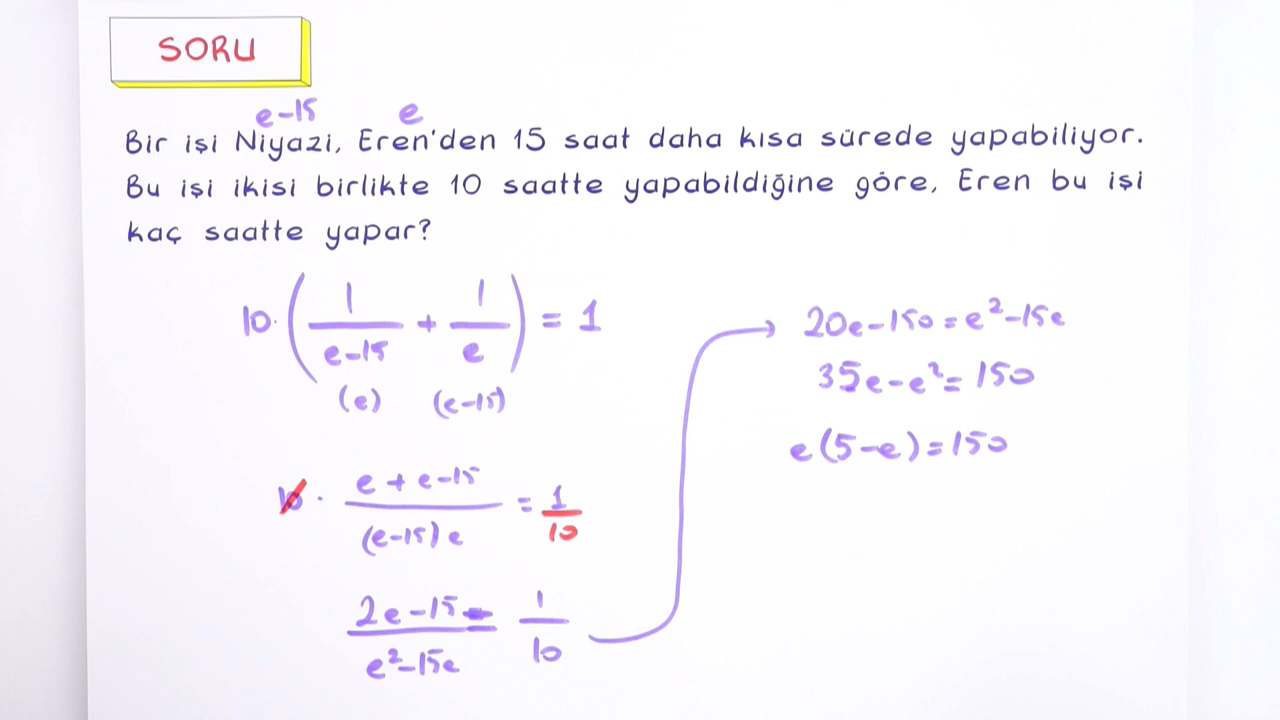 SORU
e-15 e
Bir işi Niyazi, Eren'den 15 saat daha kısa sürede yapabiliyor.
Bu işi ikisi birlikte 10 saatte yapabildiğine göre, Eren bu işi
kaç saatte yapar?
10·(1/(e-15) + 1/e) = 1
(e) (e-15)
10 · (e + e-15)/((e-15)e) = 1/10
(2e-15)/(e²-15e) = 1/10
20e-150=e²-15e
35e-e²=150
e(5-e)=150